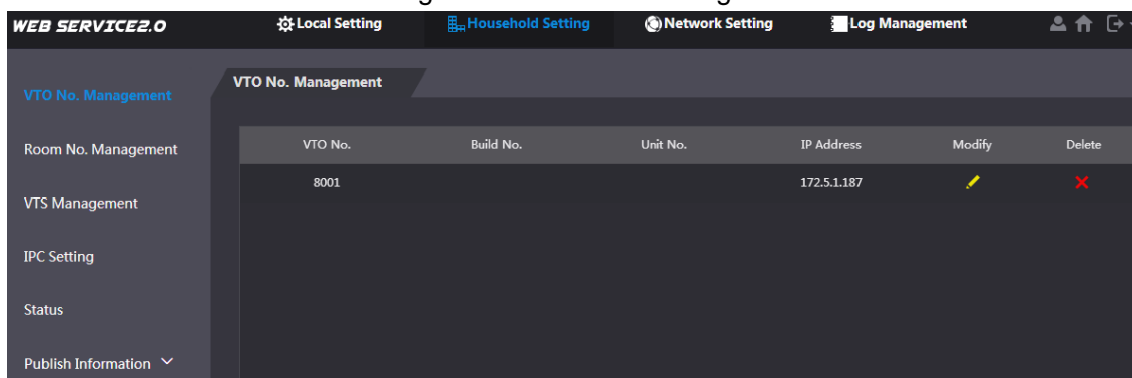 WEB SERVICE2.0 Local Setting Household Setting Network Setting Log Management
VTO No. Management
VTO No. Management
Room No. Management
VTS Management
IPC Setting
Status
Publish Information
VTO No. Build No. Unit No. IP Address Modify Delete
8001 172.5.1.187